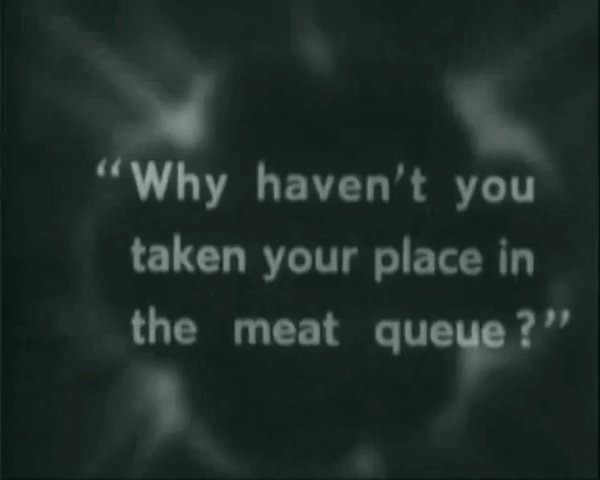 “Why haven't you
taken your place in
the meat queue?”